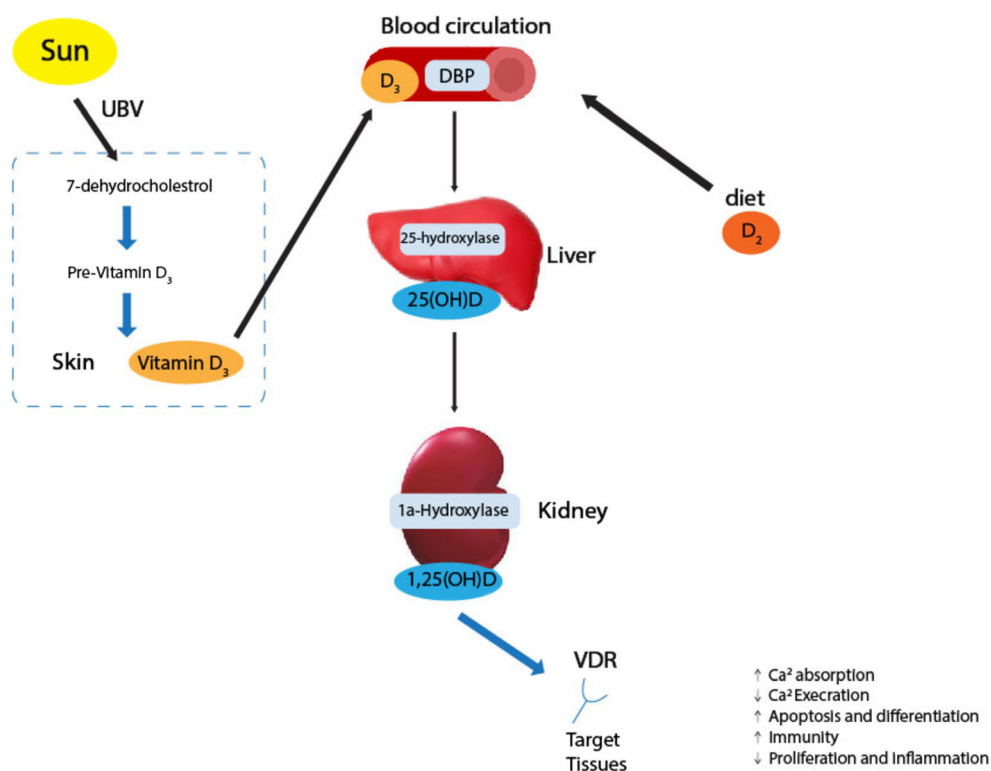 Blood circulation
Sun
D₃
DBP
UBV
7-dehydrocholestrol
diet
D₂
25-hydroxylase
Liver
Pre-Vitamin D₃
25(OH)D
Skin
Vitamin D₃
1a-Hydroxylase
Kidney
1,25(OH)D
VDR
Target
Tissues
↑ Ca² absorption
↓ Ca² Execration
↑ Apoptosis and differentiation
↑ Immunity
↓ Proliferation and inflammation